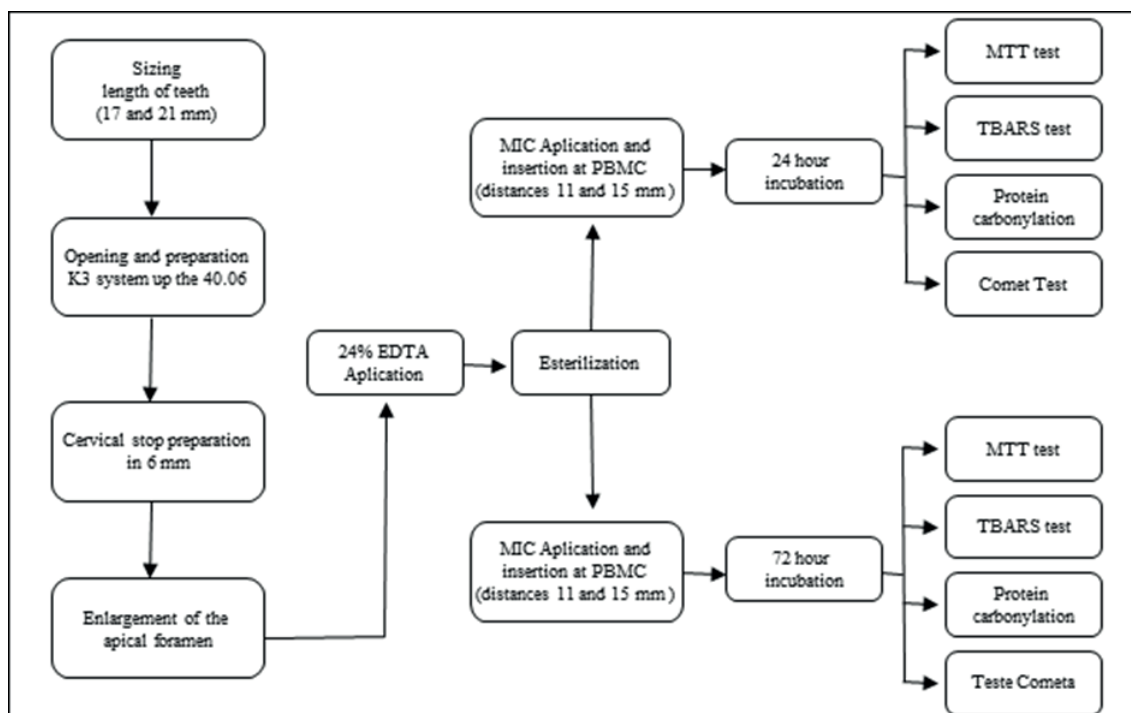 Sizing
length of teeth
(17 and 21 mm)
Opening and preparation
K3 system up the 40.06
Cervical stop preparation
in 6 mm
Enlargement of the
apical foramen
24% EDTA
Aplication
Esterilization
MIC Aplication and
insertion at PBMC
(distances 11 and 15 mm)
24 hour
incubation
MTT test
TBARS test
Protein
carbonylation
Comet Test
MIC Aplication and
insertion at PBMC
(distances 11 and 15 mm)
72 hour
incubation
MTT test
TBARS test
Protein
carbonylation
Teste Cometa